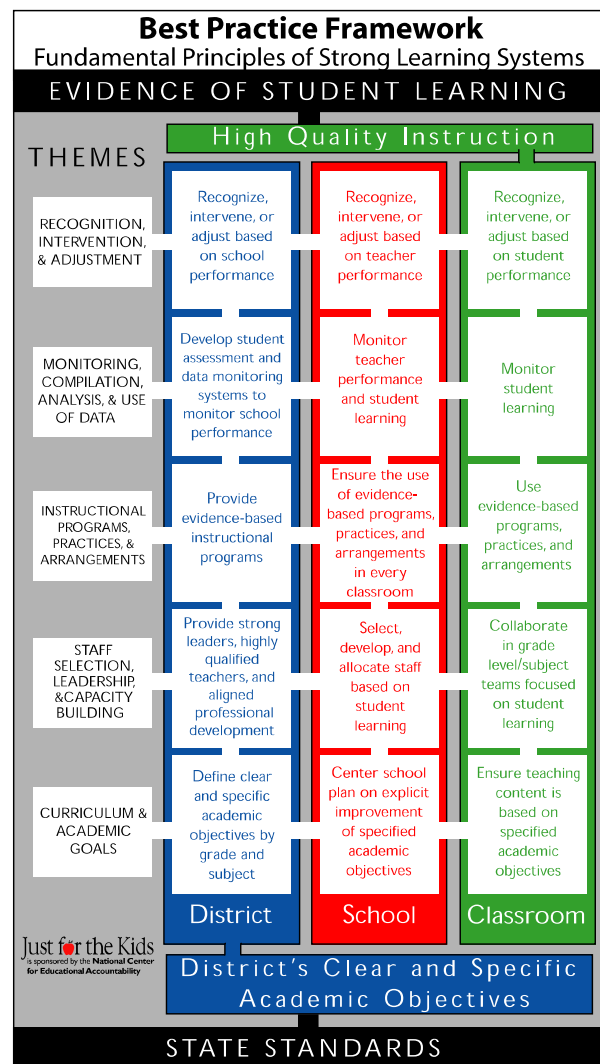 Best Practice Framework
Fundamental Principles of Strong Learning Systems
EVIDENCE OF STUDENT LEARNING
High Quality Instruction
THEMES
RECOGNITION,
INTERVENTION,
& ADJUSTMENT
Recognize,
intervene, or
adjust based
on school
performance
Recognize,
intervene, or
adjust based
on teacher
performance
Recognize,
intervene, or
adjust based
on student
performance
MONITORING,
COMPILATION,
ANALYSIS, & USE
OF DATA
Develop student
assessment and
data monitoring
systems to
monitor school
performance
Monitor
teacher
performance
and student
learning
Monitor
student
learning
INSTRUCTIONAL
PROGRAMS,
PRACTICES, &
ARRANGEMENTS
Provide
evidence-based
instructional
programs
Ensure the use
of evidence-
based programs,
practices, and
arrangements
in every
classroom
Use
evidence-based
programs,
practices, and
arrangements
STAFF
SELECTION,
LEADERSHIP,
&CAPACITY
BUILDING
Provide strong
leaders, highly
qualified
teachers, and
aligned
professional
development
Select,
develop, and
allocate staff
based on
student
learning
Collaborate
in grade
level/subject
teams focused
on student
learning
CURRICULUM &
ACADEMIC
GOALS
Define clear
and specific
academic
objectives by
grade and
subject
Center school
plan on explicit
improvement
of specified
academic
objectives
Ensure teaching
content is
based on
specified
academic
objectives
District
School
Classroom
Just for the Kids
is sponsored by the National Center
for Educational Accountability
District's Clear and Specific
Academic Objectives
STATE STANDARDS